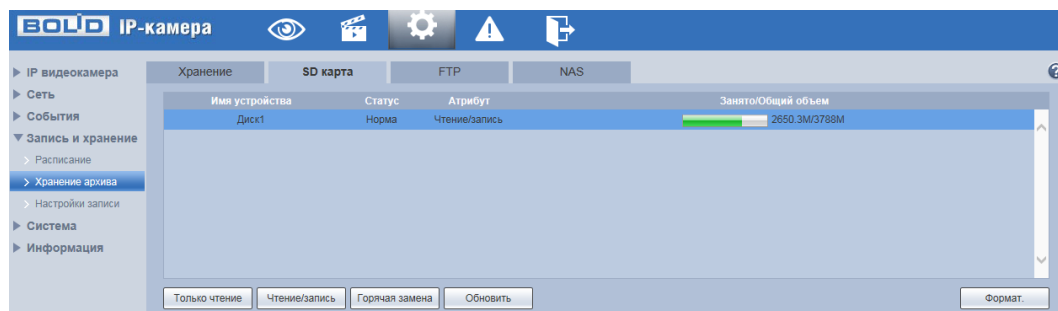 BOLID IP-камера
IP видеокамера
Сеть
События
Запись и хранение
Расписание
Хранение архива
Настройки записи
Система
Информация
Хранение SD карта FTP NAS
Имя устройства Статус Атрибут Занято/Общий объем
Диск1 Норма Чтение/запись 2650.3M/3788M
Только чтение Чтение/запись Горячая замена Обновить Формат.